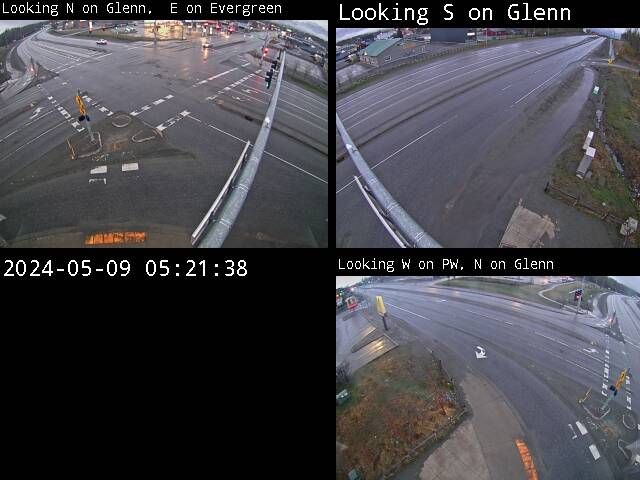 Looking N on Glenn,  E on Evergreen
Looking S on Glenn
2024-05-09 05:21:38
Looking W on PW, N on Glenn